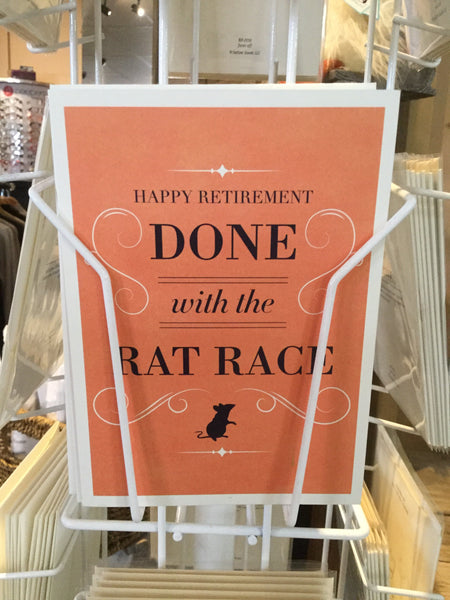 HAPPY RETIREMENT
DONE
with the
RAT RACE